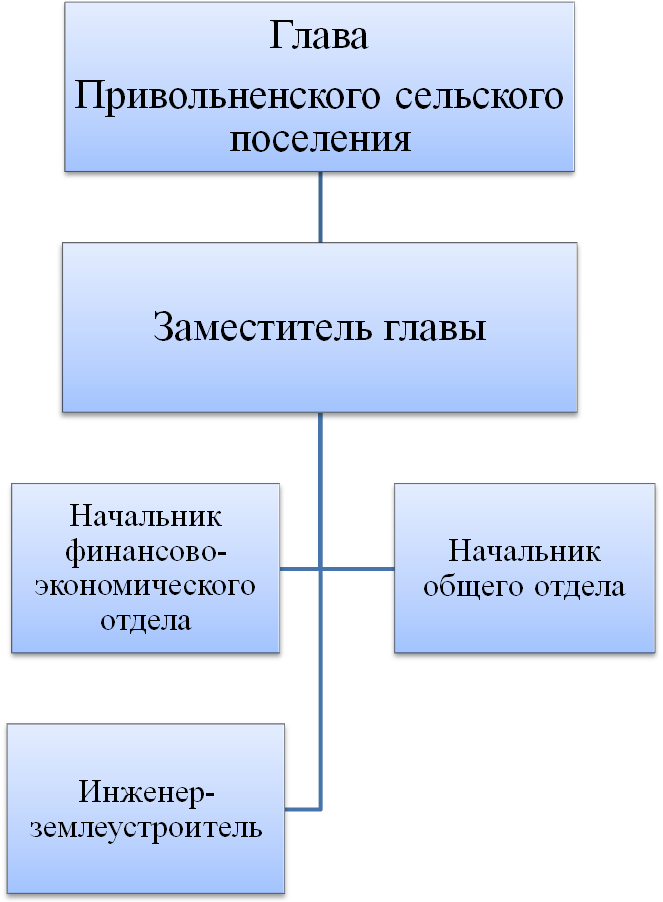 Глава
Привольненского сельского
поселения
Заместитель главы
Начальник
финансово-
экономического
отдела
Начальник
общего отдела
Инженер-
землеустроитель